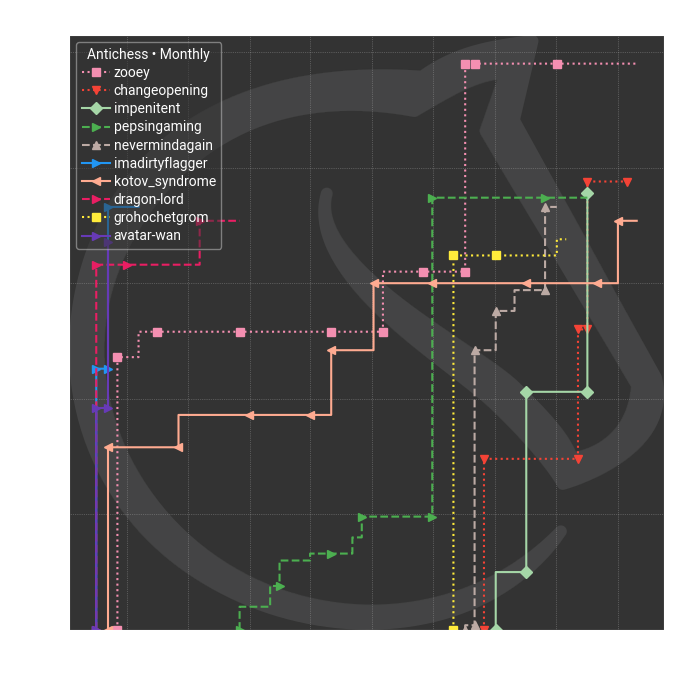 Antichess • Monthly
zooey
changeopening
impenitent
pepsingaming
nevermindagain
imadirtyflagger
kotov_syndrome
dragon-lord
grohochetgrom
avatar-wan